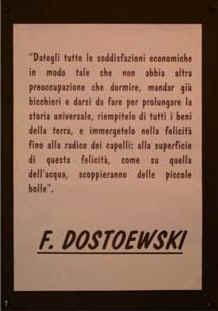 "Dategli tutte le soddisfazioni economiche
in modo tale che non abbia altra
preoccupazione che dormire, mandar giù
bicchieri e darsi da fare per prolungare la
storia universale, riempitelo di tutti i beni
della terra, e immergetelo nella felicità
fino alla radice dei capelli: alla superficie
di questa felicità, come su quella
dell'acqua, scoppieranno delle piccole
bolle".
F. DOSTOEWSKI